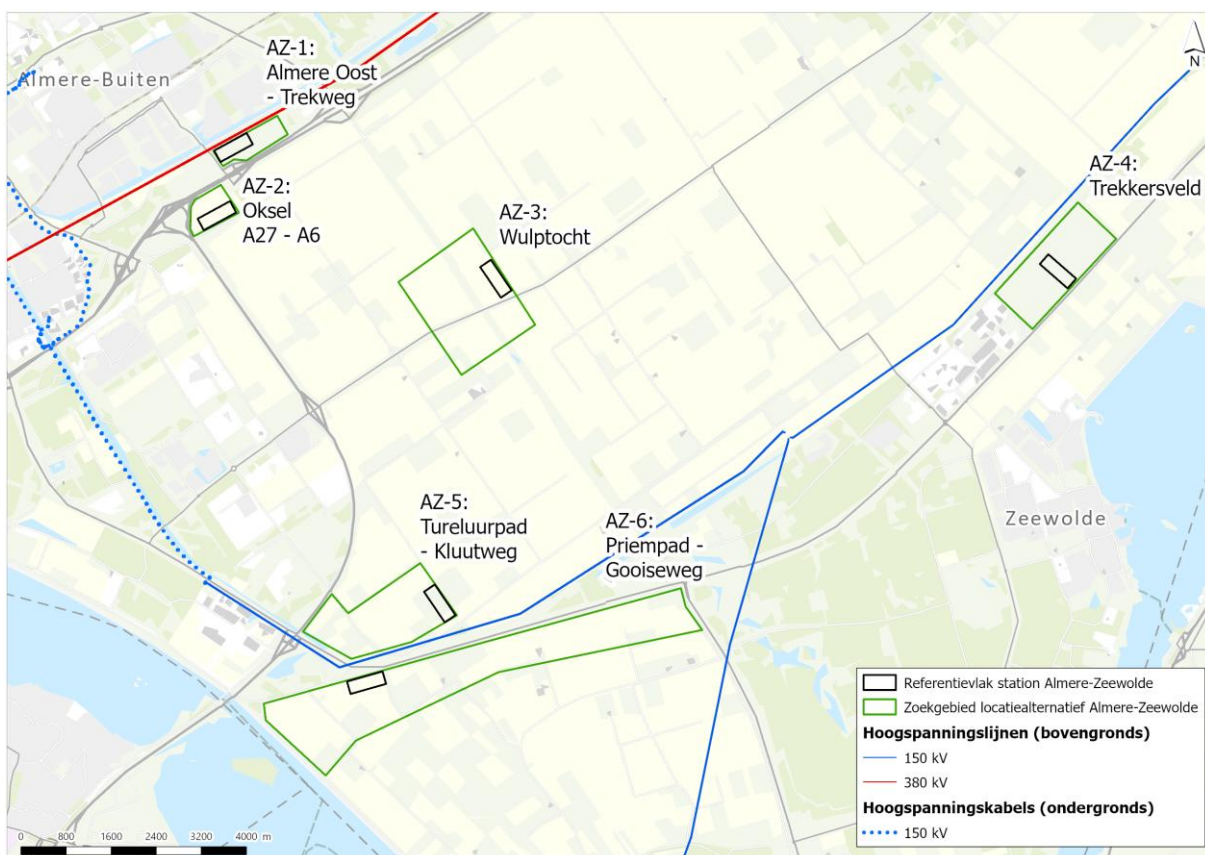 AZ-1:
Almere Oost
- Trekweg
Almere-Buiten
N
AZ-2:
Oksel
A27 - A6
AZ-3:
Wulptocht
AZ-4:
Trekkersveld
AZ-5:
Tureluurpad
- Kluutweg
AZ-6:
Priempad -
Gooiseweg
Zeewolde
Referentievlak station Almere-Zeewolde
Zoekgebied locatiealternatief Almere-Zeewolde
Hoogspanningslijnen (bovengronds)
150 kV
380 kV
Hoogspanningskabels (ondergronds)
150 kV
0 800 1600 2400 3200 4000 m